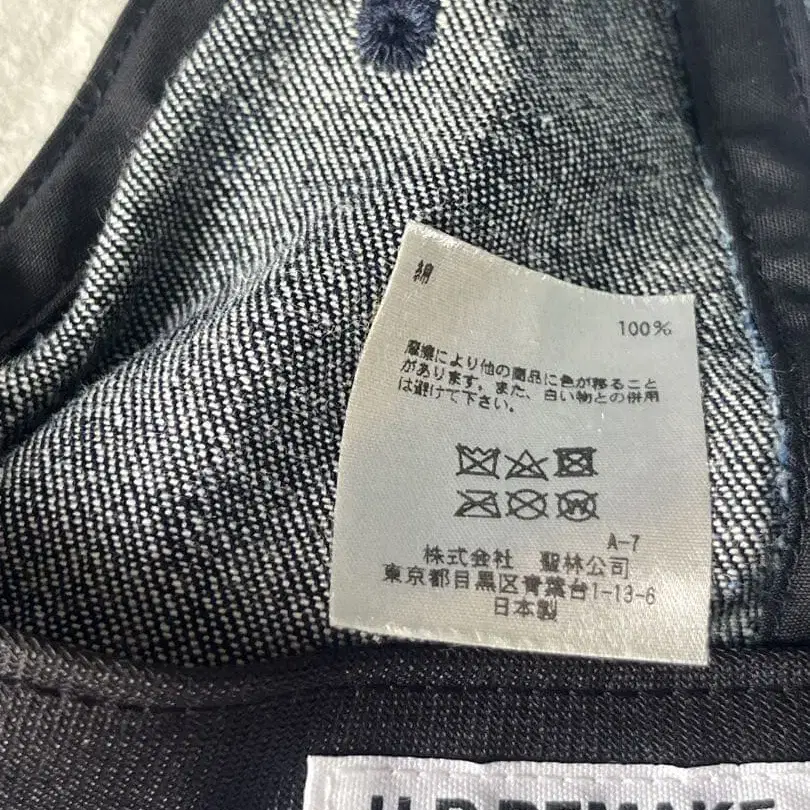 綿
100%
摩擦により他の商品に色が移ること
があります。また、白い物との併用
は避けて下さい。
A-7
株式会社 聖林公司
東京都目黒区青葉台1-13-6
日本製